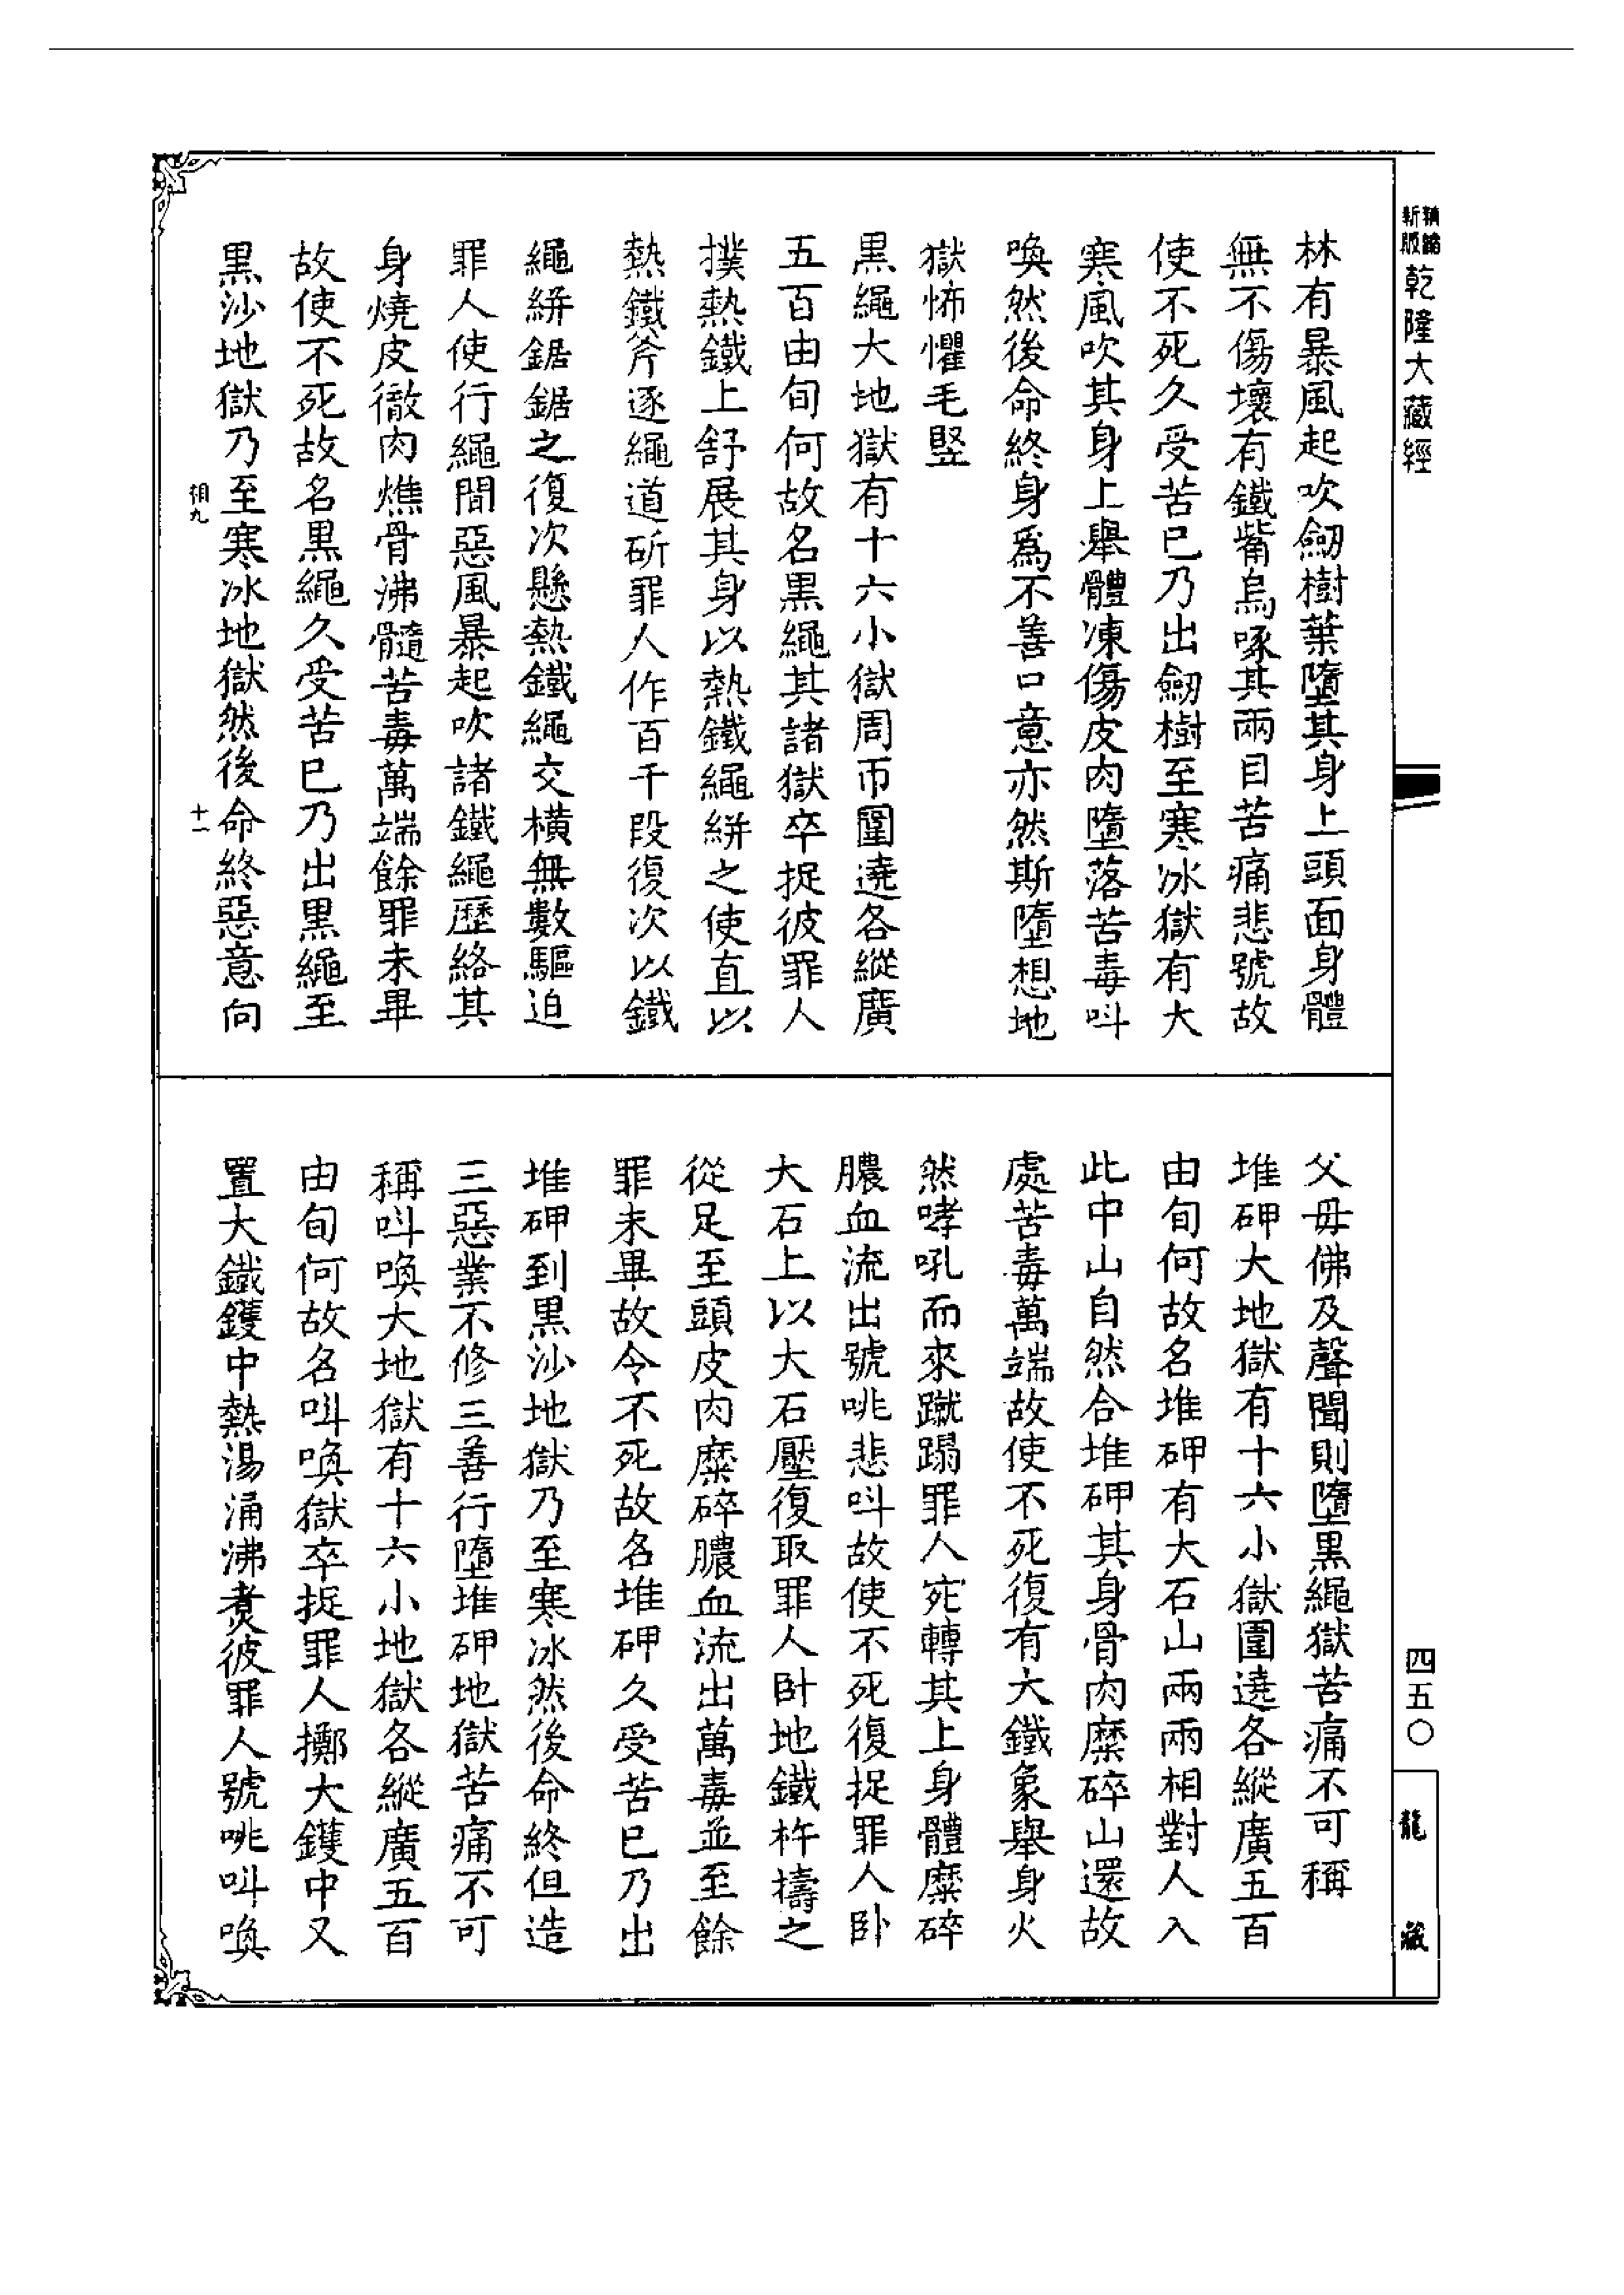 新版 精編
乾隆大藏經
林有暴風起吹劒樹葉墮其身上頭面身體
無不傷壞有鐵觜烏啄其兩目苦痛悲號故
使不死久受苦已乃出劒樹至寒冰獄有大
寒風吹其身上舉體凍傷皮肉墮落苦毒叫
喚然後命終身爲不善口意亦然斯墮想地
獄怖懼毛竪
黒繩大地獄有十六小獄周帀圍遶各縱廣
五百由旬何故名黒繩其諸獄卒捉彼罪人
撲熱鐵上舒展其身以熱鐵繩絣之使直以
熱鐵斧逐繩道斫罪人作百千段復次以鐵
繩絣鋸鋸之復次懸熱鐵繩交橫無數驅迫
罪人使行繩間惡風暴起吹諸鐵繩歷絡其
身燒皮徹肉燋骨沸髓苦毒萬端餘罪未畢
故使不死故名黒繩久受苦已乃出黒繩至
黒沙地獄乃至寒冰地獄然後命終惡意向
相九 十一
父母佛及聲聞則墮黒繩獄苦痛不可稱
堆砰大地獄有十六小獄圍遶各縱廣五百
由旬何故名堆砰有大石山兩兩相對人入
此中山自然合堆砰其身骨肉糜碎山還故
處苦毒萬端故使不死復有大鐵象舉身火
然哮吼而來蹴蹋罪人宛轉其上身體糜碎
膿血流出號咷悲叫故使不死復捉罪人卧
大石上以大石壓復取罪人卧地鐵杵擣之
從足至頭皮肉糜碎膿血流出萬毒並至餘
罪未畢故令不死故名堆砰久受苦已乃出
堆砰到黒沙地獄乃至寒冰然後命終但造
三惡業不修三善行墮堆砰地獄苦痛不可
稱叫喚大地獄有十六小地獄各縱廣五百
由旬何故名叫喚獄卒捉罪人擲大鑊中又
置大鐵鑊中熱湯涌沸煑彼罪人號咷叫喚
四五〇
龍藏